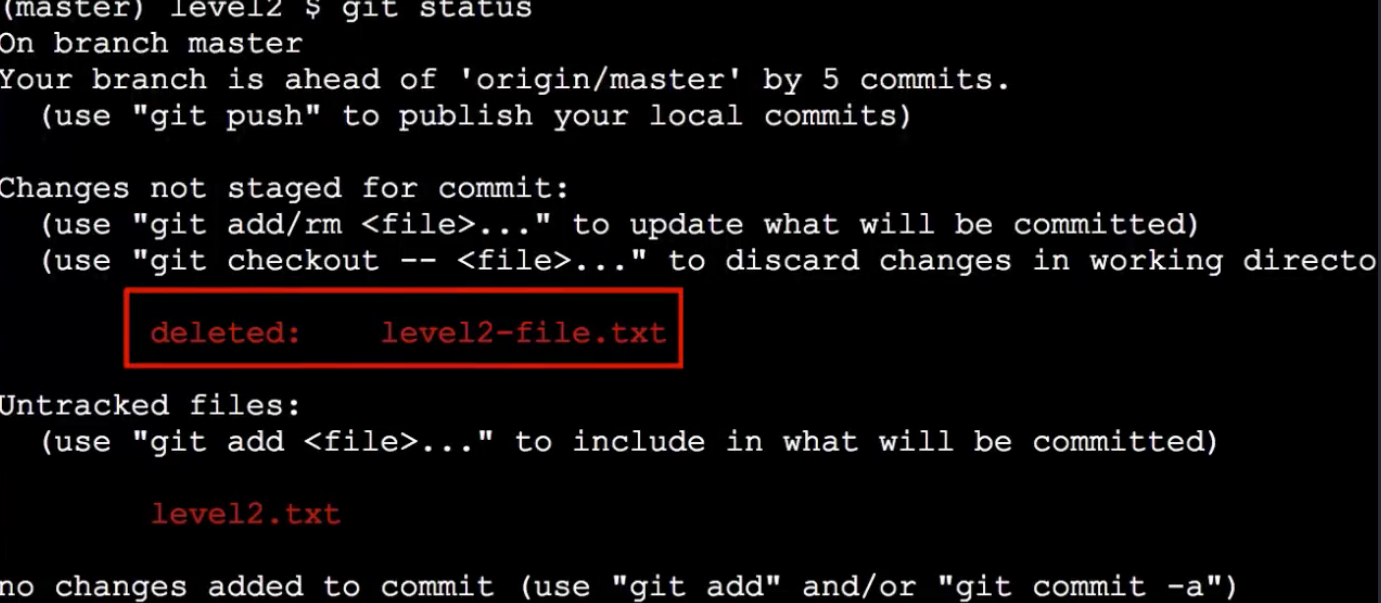 (master) level2 $ git status
On branch master
Your branch is ahead of 'origin/master' by 5 commits.
  (use "git push" to publish your local commits)
Changes not staged for commit:
  (use "git add/rm <file>..." to update what will be committed)
  (use "git checkout -- <file>..." to discard changes in working directo
deleted:    level2-file.txt
Untracked files:
  (use "git add <file>..." to include in what will be committed)
level2.txt
no changes added to commit (use "git add" and/or "git commit -a")